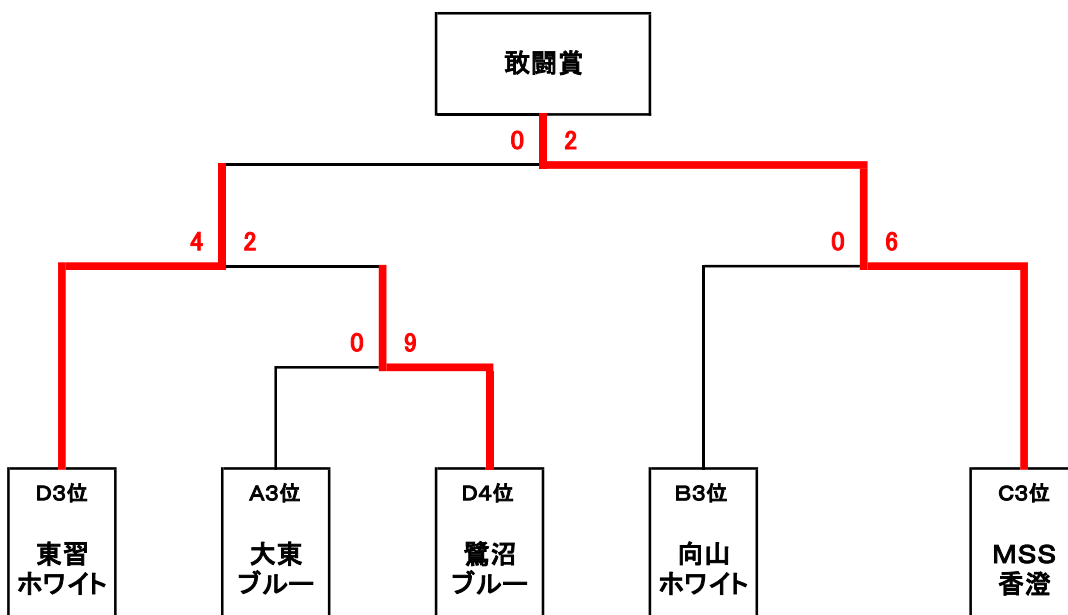 敢闘賞
0 2
4 2
0 6
0 9
D3位
東習
ホワイト
A3位
大東
ブルー
D4位
鷺沼
ブルー
B3位
向山
ホワイト
C3位
MSS
香澄